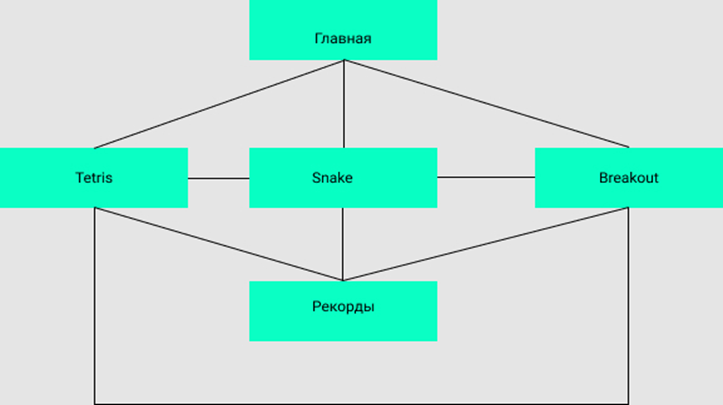 Главная
Tetris
Snake
Breakout
Рекорды